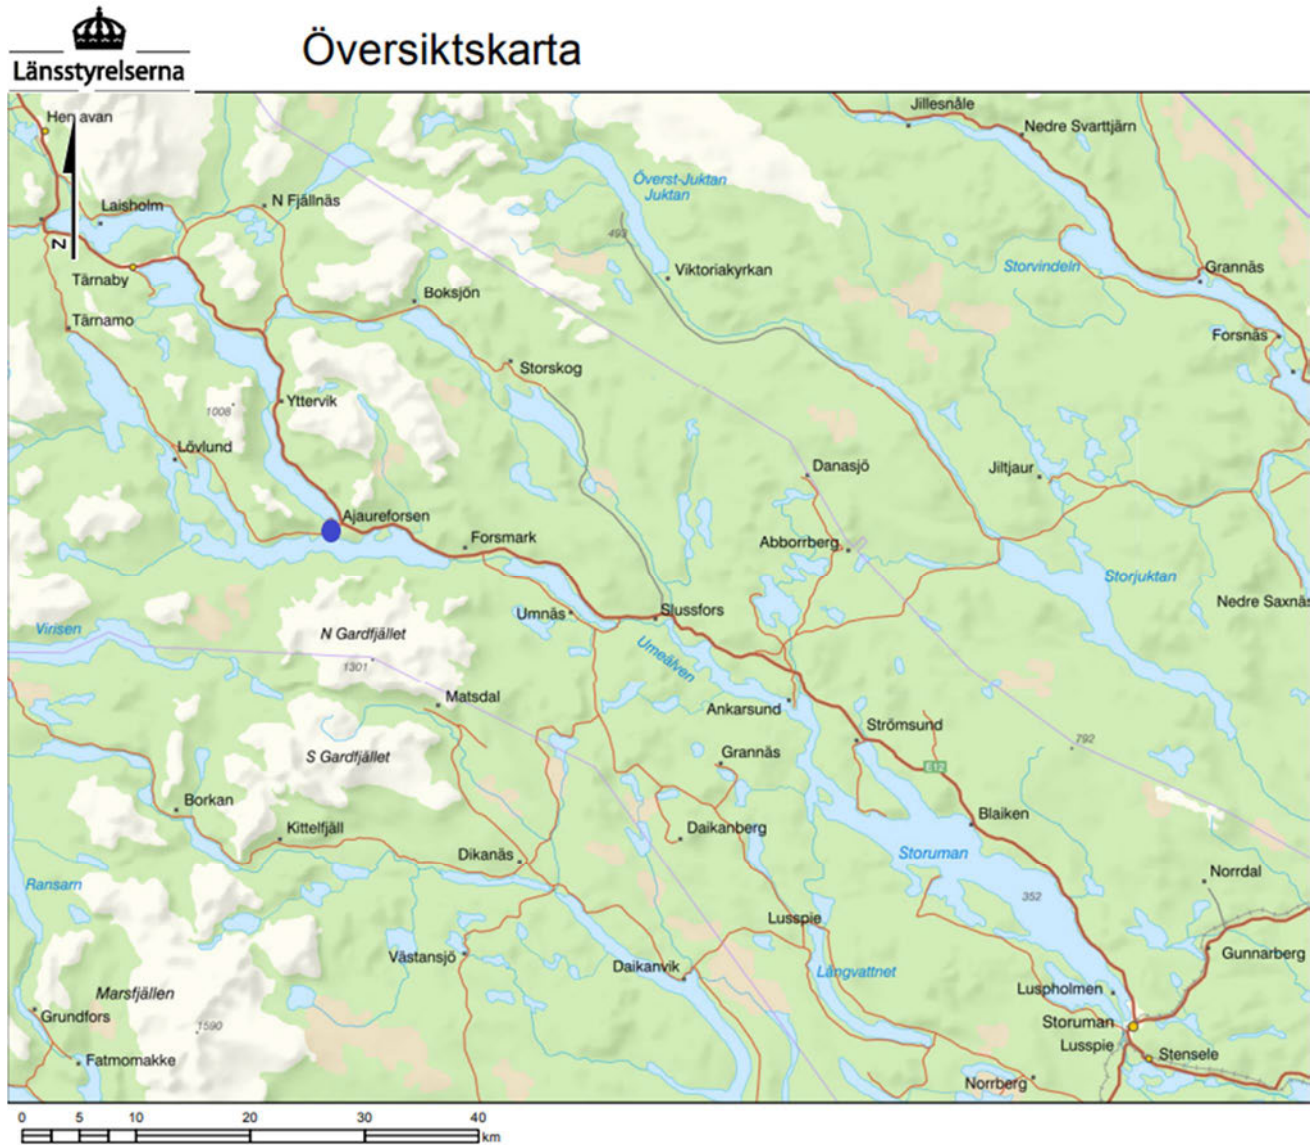 Länsstyrelserna
Översiktskarta
Jillesnåle
Nedre Svarttjärn
Z
Laisholm
N Fjällnäs
Överst-Juktan
Juktan
493
Viktoriakyrkan
Storvindeln
Grannäs
Tärnaby
Boksjön
Tärnamo
Forsnäs
Storskog
1008
Yttervik
Lövlund
Danasjö
Jiltjaur
Ajaureforsen
Forsmark
Abborrberg
Storjuktan
Nedre Saxnäs
Umnäs
Slussfors
Virisen
N Gardfjället
1301
Umeälven
Matsdal
Ankarsund
Strömsund
S Gardfjället
Grannäs
792
E12
Borkan
Kittelfjäll
Daikanberg
Blaiken
Dikanäs
Storuman
Norrdal
Ransarn
352
Lusspie
Västansjö
Daikanvik
Långvattnet
Gunnarberg
Marsfjällen
Luspholmen
Grundfors
1590
Storuman
Lusspie
Stensele
Fatmomakke
Norrberg
0 5 10 20 30 40
km